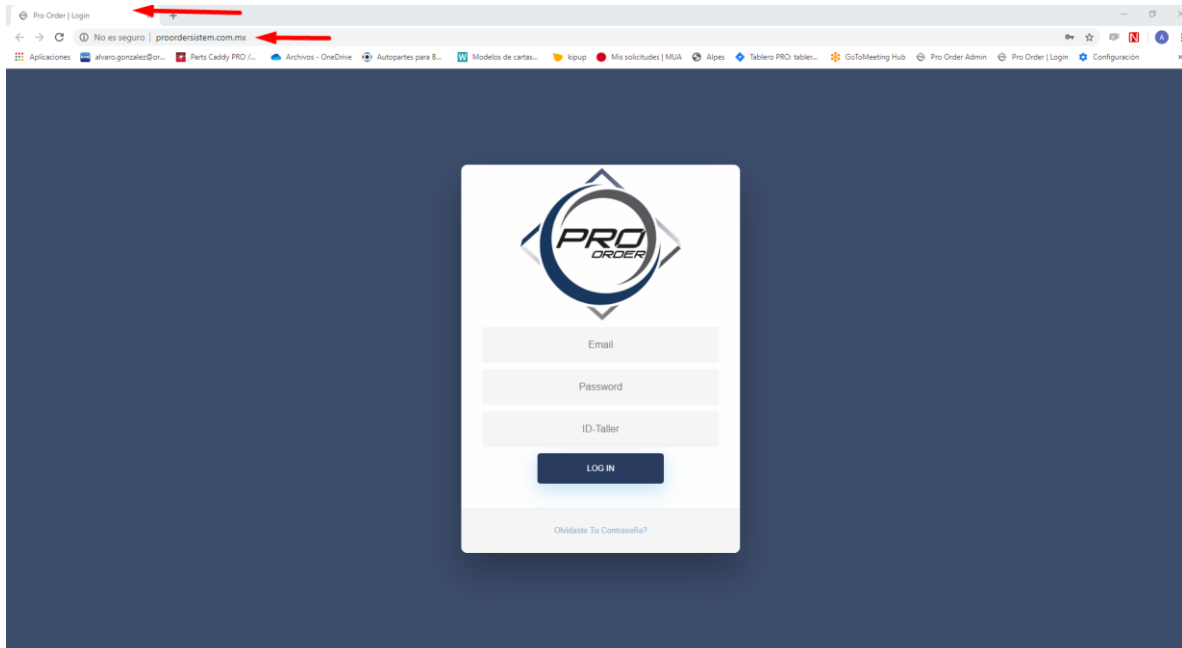 Pro Order | Login
No es seguro | proordersistem.com.mx
Aplicaciones alvaro.gonzalez@or... Parts Caddy PRO /... Archivos - OneDrive Autopartes para B... Modelos de cartas... kipup Mis solicitudes | MUA Alpes Tablero PRO: tabler... GoToMeeting Hub Pro Order Admin Pro Order | Login Configuración
PRO
ORDER
Email
Password
ID-Taller
LOG IN
Olvidaste Tu Contraseña?